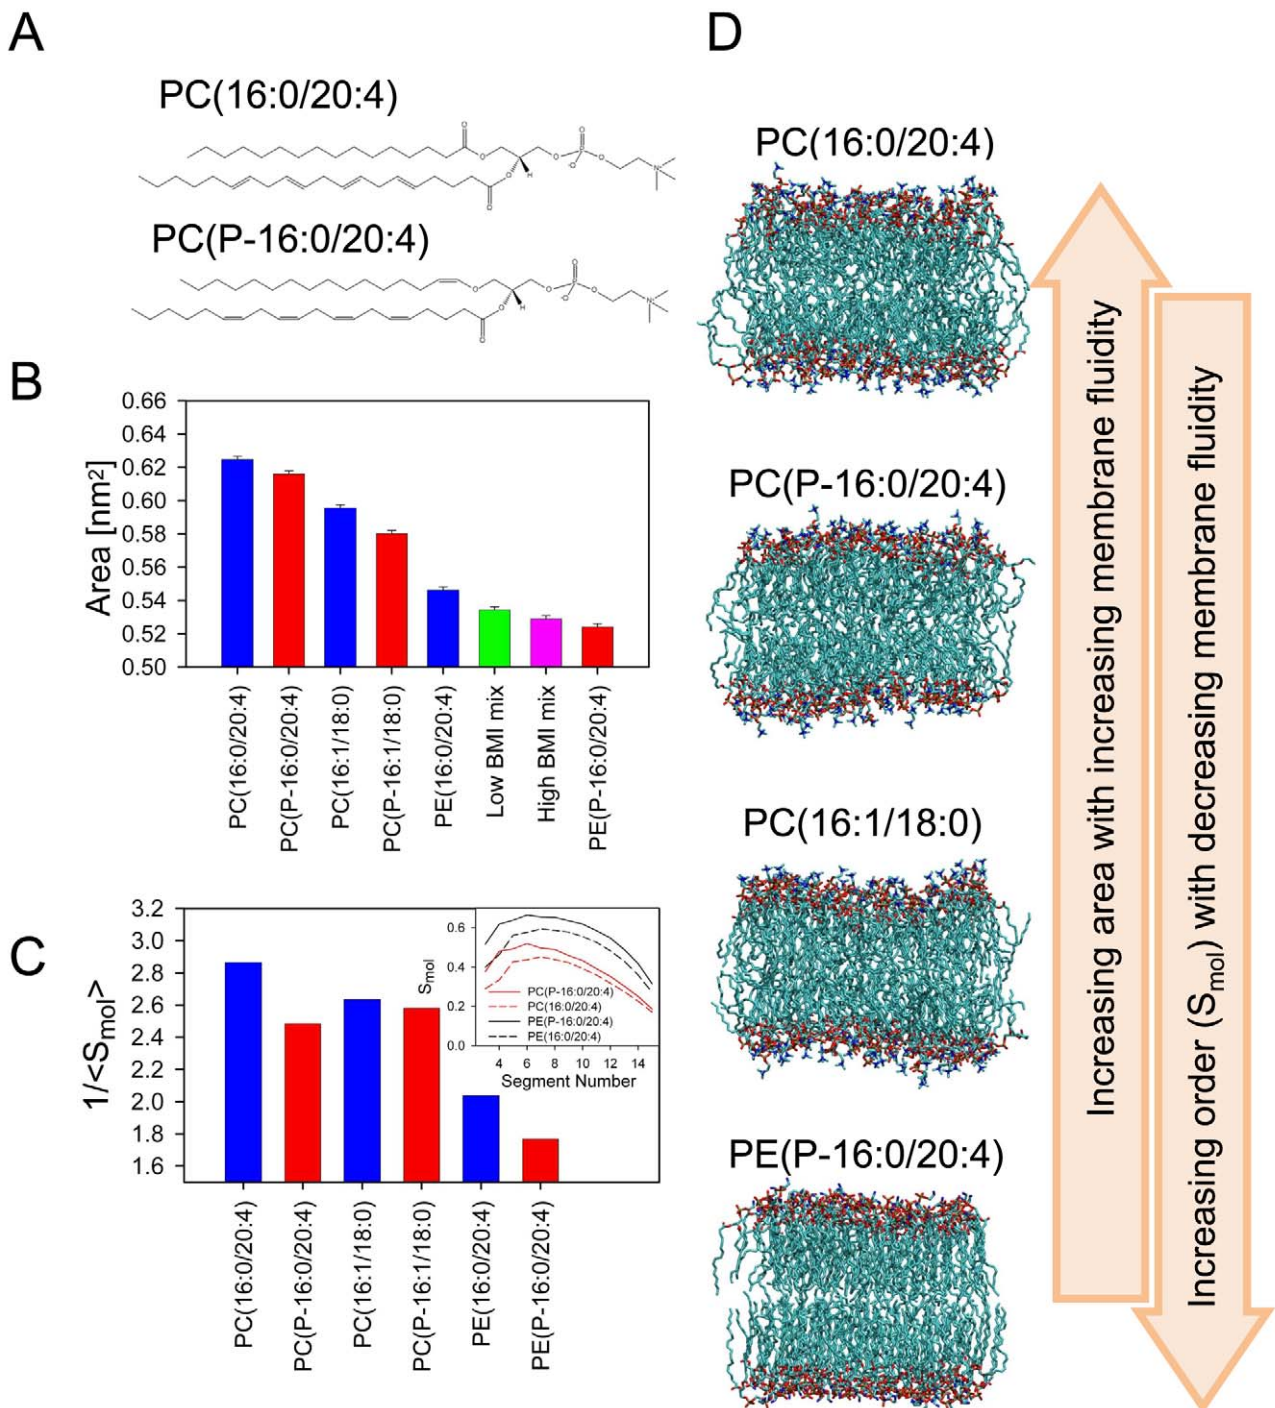 A
PC(16:0/20:4)
PC(P-16:0/20:4)
B
Area [nm²]
0.66
0.64
0.62
0.60
0.58
0.56
0.54
0.52
0.50
PC(16:0/20:4)
PC(P-16:0/20:4)
PC(16:1/18:0)
PC(P-16:1/18:0)
PE(16:0/20:4)
Low BMI mix
High BMI mix
PE(P-16:0/20:4)
C
1/<Smol>
3.2
3.0
2.8
2.6
2.4
2.2
2.0
1.8
1.6
Smol
0.6
0.4
0.2
0.0
PC(P-16:0/20:4)
PC(16:0/20:4)
PE(P-16:0/20:4)
PE(16:0/20:4)
4 6 8 10 12 14
Segment Number
PC(16:0/20:4)
PC(P-16:0/20:4)
PC(16:1/18:0)
PC(P-16:1/18:0)
PE(16:0/20:4)
PE(P-16:0/20:4)
D
PC(16:0/20:4)
PC(P-16:0/20:4)
PC(16:1/18:0)
PE(P-16:0/20:4)
Increasing area with increasing membrane fluidity
Increasing order (Smol) with decreasing membrane fluidity